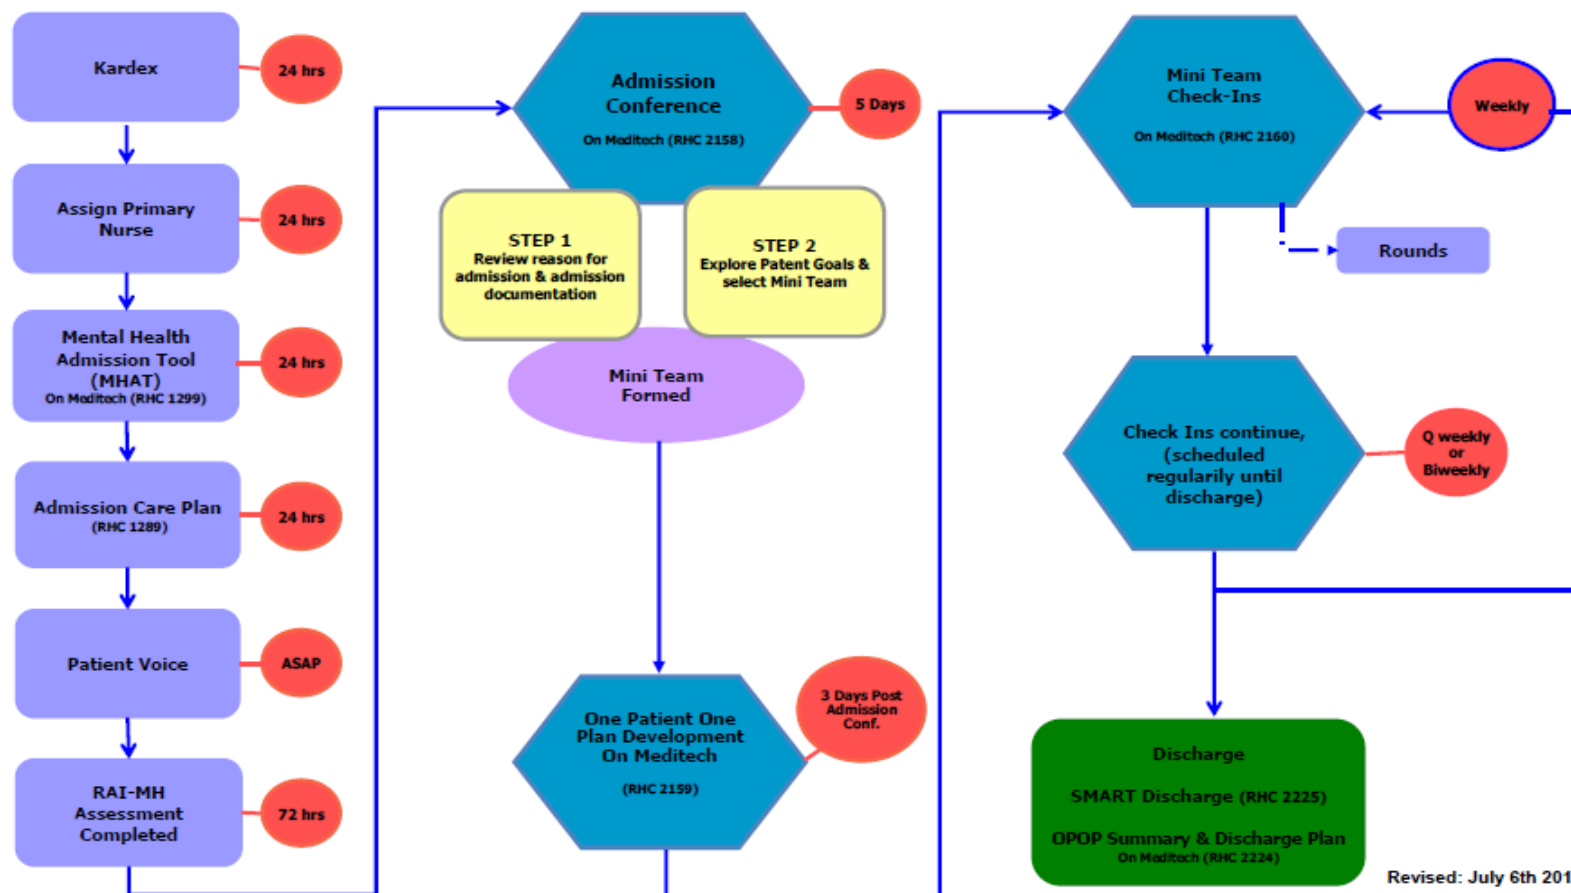 Kardex
24 hrs
Assign Primary
Nurse
24 hrs
Mental Health
Admission Tool
(MHAT)
On Meditech (RHC 1299)
24 hrs
Admission Care Plan
(RHC 1289)
24 hrs
Patient Voice
ASAP
RAI-MH
Assessment
Completed
72 hrs
Admission
Conference
On Meditech (RHC 2158)
5 Days
STEP 1
Review reason for
admission & admission
documentation
STEP 2
Explore Patent Goals &
select Mini Team
Mini Team
Formed
One Patient One
Plan Development
On Meditech
(RHC 2159)
3 Days Post
Admission
Conf.
Mini Team
Check-Ins
On Meditech (RHC 2160)
Weekly
Rounds
Check Ins continue,
(scheduled
regularily until
discharge)
Q weekly
or
Biweekly
Discharge
SMART Discharge (RHC 2225)
OPOP Summary & Discharge Plan
On Meditech (RHC 2224)
Revised: July 6th 201